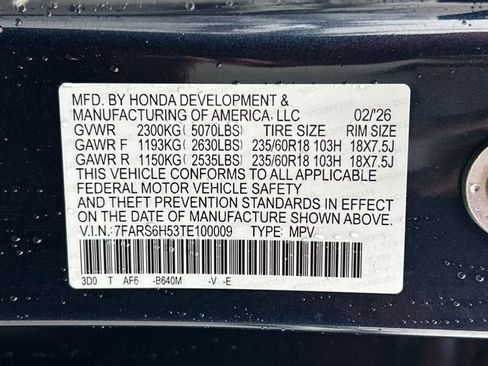 MFD. BY HONDA DEVELOPMENT &
MANUFACTURING OF AMERICA, LLC 02/'26
GVWR 2300KG( 5070LBS) TIRE SIZE RIM SIZE
GAWR F 1193KG( 2630LBS) 235/60R18 103H 18X7.5J
GAWR R 1150KG( 2535LBS) 235/60R18 103H 18X7.5J
THIS VEHICLE CONFORMS TO ALL APPLICABLE
FEDERAL MOTOR VEHICLE SAFETY
AND THEFT PREVENTION STANDARDS IN EFFECT
ON THE DATE OF MANUFACTURE SHOWN ABOVE.
V.I.N.: 7FARS6H53TE100009 TYPE: MPV
3D0 T AF6 -B640M -V -E